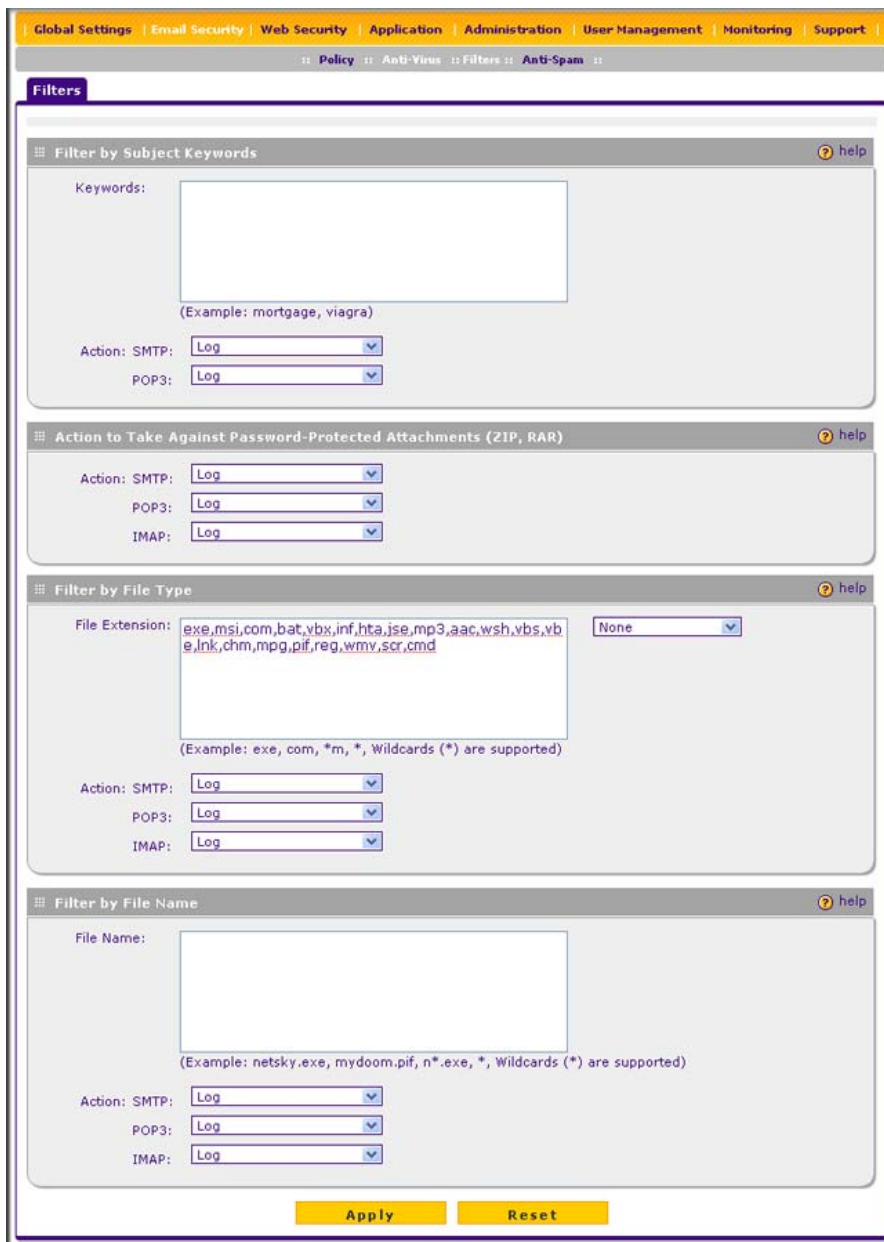 | Global Settings | Email Security | Web Security | Application | Administration | User Management | Monitoring | Support |
:: Policy :: Anti-Virus :: Filters :: Anti-Spam ::
Filters
Filter by Subject Keywords
help
Keywords:
(Example: mortgage, viagra)
Action: SMTP: Log
POP3: Log
Action to Take Against Password-Protected Attachments (ZIP, RAR)
help
Action: SMTP: Log
POP3: Log
IMAP: Log
Filter by File Type
help
File Extension: exe,msi,com,bat,vbx,inf,hta,jse,mp3,aac,wsh,vbs,vb None
e,lnk,chm,mpg,pif,reg,wmv,scr,cmd
(Example: exe, com, *m, *, Wildcards (*) are supported)
Action: SMTP: Log
POP3: Log
IMAP: Log
Filter by File Name
help
File Name:
(Example: netsky.exe, mydoom.pif, n*.exe, *, Wildcards (*) are supported)
Action: SMTP: Log
POP3: Log
IMAP: Log
Apply Reset